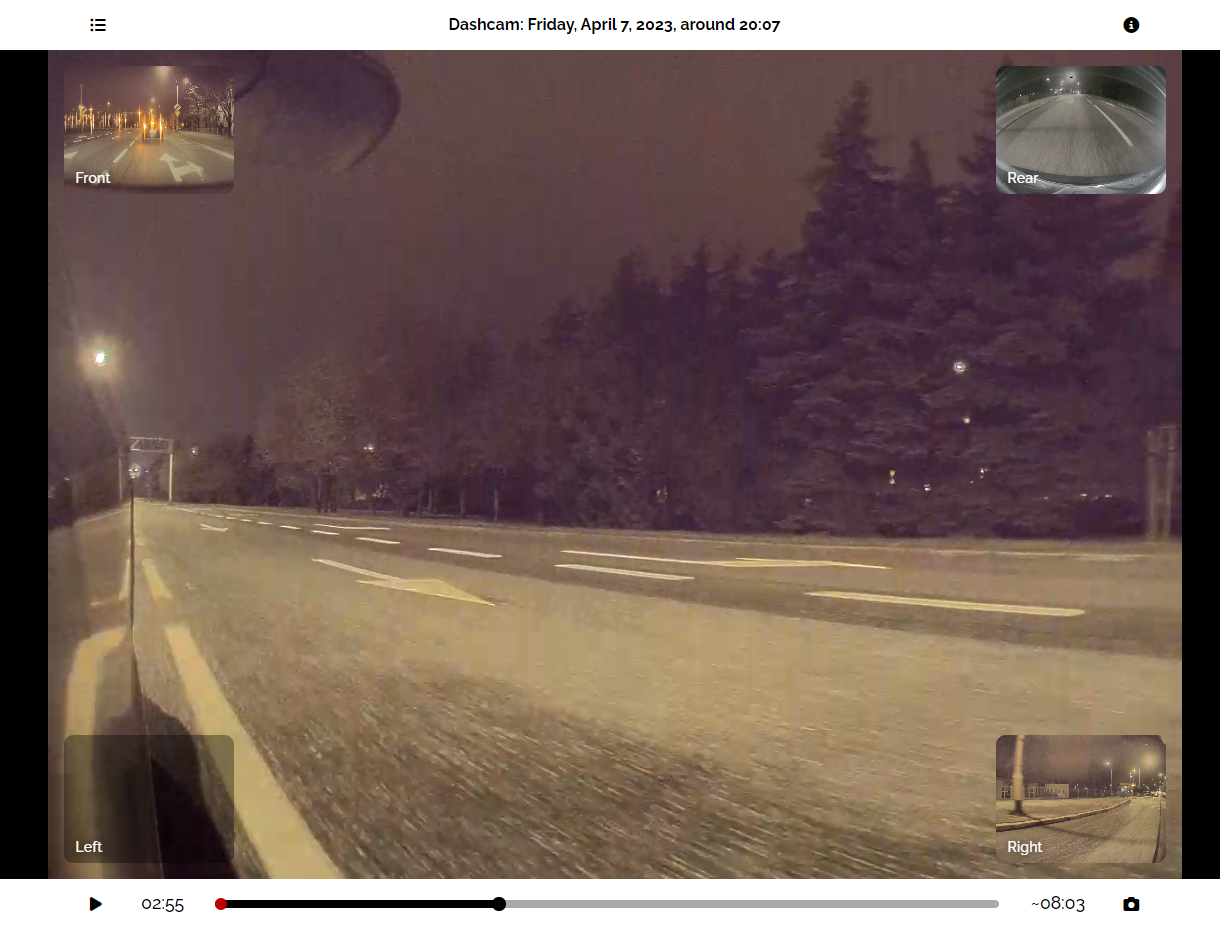 Dashcam: Friday, April 7, 2023, around 20:07
Front
Rear
Left
Right
02:55
~08:03